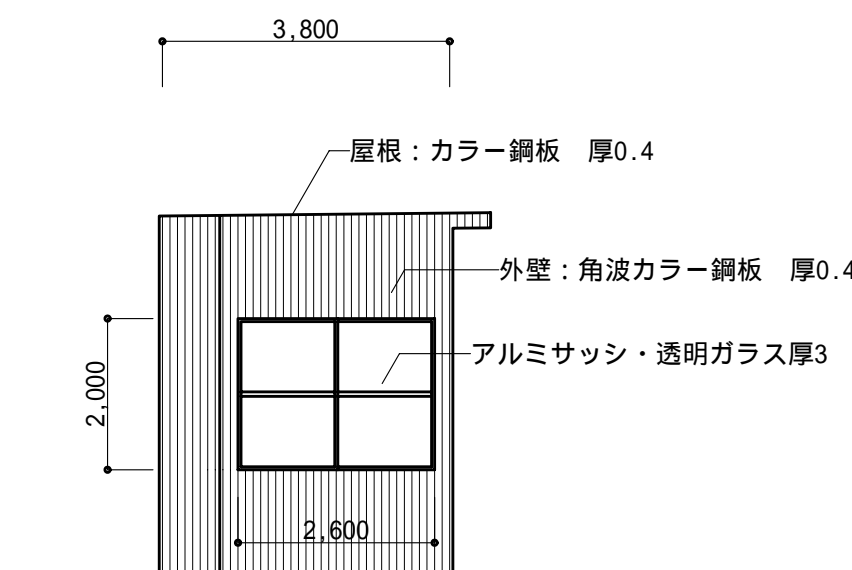 3,800
屋根：カラー鋼板　厚0.4
外壁：角波カラー鋼板　厚0.4
アルミサッシ・透明ガラス厚3
2,000
2,600